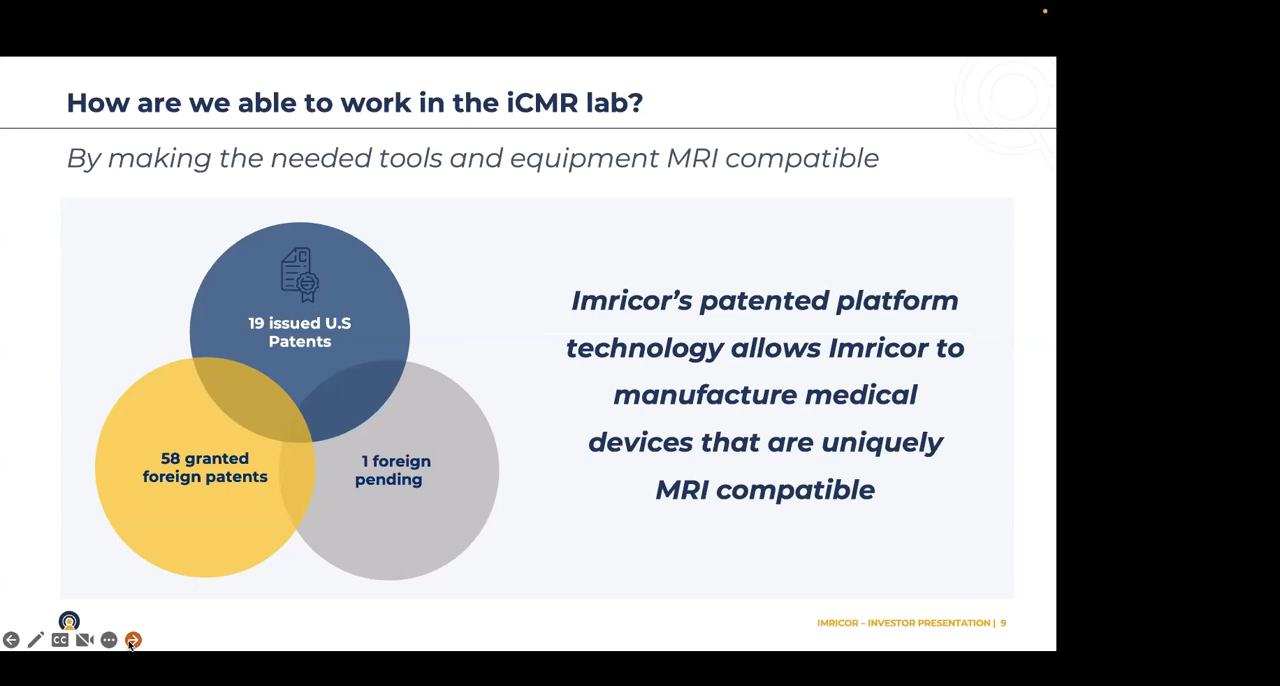 How are we able to work in the iCMR lab?
By making the needed tools and equipment MRI compatible
19 issued U.S
Patents
58 granted
foreign patents
1 foreign
pending
Imricor’s patented platform
technology allows Imricor to
manufacture medical
devices that are uniquely
MRI compatible
CC
IMRICOR – INVESTOR PRESENTATION | 9